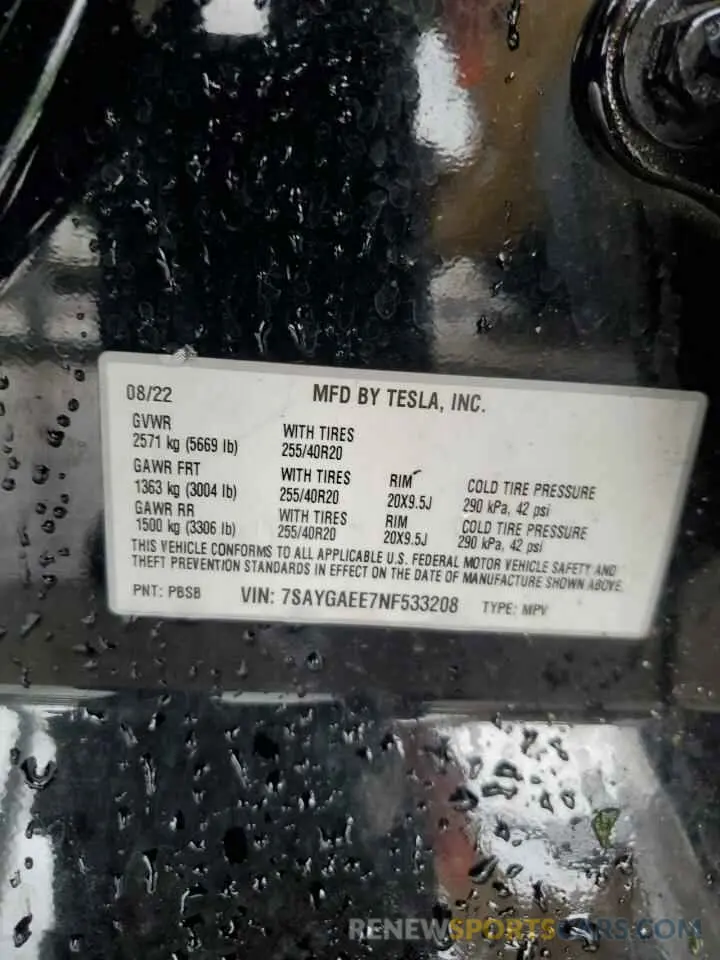 08/22 MFD BY TESLA, INC.
GVWR
2571 kg (5669 lb) WITH TIRES
255/40R20
GAWR FRT
1363 kg (3004 lb) WITH TIRES
255/40R20 RIM
20X9.5J COLD TIRE PRESSURE
290 kPa, 42 psi
GAWR RR
1500 kg (3306 lb) WITH TIRES
255/40R20 RIM
20X9.5J COLD TIRE PRESSURE
290 kPa, 42 psi
THIS VEHICLE CONFORMS TO ALL APPLICABLE U.S. FEDERAL MOTOR VEHICLE SAFETY AND
THEFT PREVENTION STANDARDS IN EFFECT ON THE DATE OF MANUFACTURE SHOWN ABOVE.
PNT: PBSB VIN: 7SAYGAEE7NF533208 TYPE: MPV
RENEWSPORTSCARS.COM